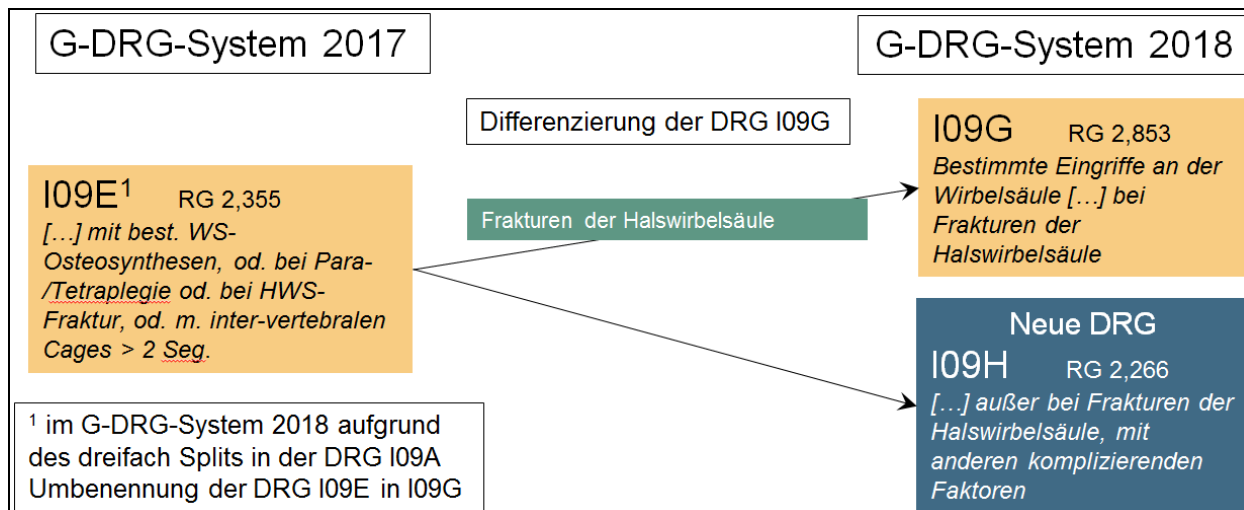 G-DRG-System 2017
G-DRG-System 2018
Differenzierung der DRG I09G
I09E¹ RG 2,355
[…] mit best. WS-
Osteosynthesen, od. bei Para-
/Tetraplegie od. bei HWS-
Fraktur, od. m. inter-vertebralen
Cages > 2 Seg.
Frakturen der Halswirbelsäule
I09G RG 2,853
Bestimmte Eingriffe an der
Wirbelsäule […] bei
Frakturen der
Halswirbelsäule
Neue DRG
I09H RG 2,266
[…] außer bei Frakturen der
Halswirbelsäule, mit
anderen komplizierenden
Faktoren
¹ im G-DRG-System 2018 aufgrund
des dreifach Splits in der DRG I09A
Umbenennung der DRG I09E in I09G